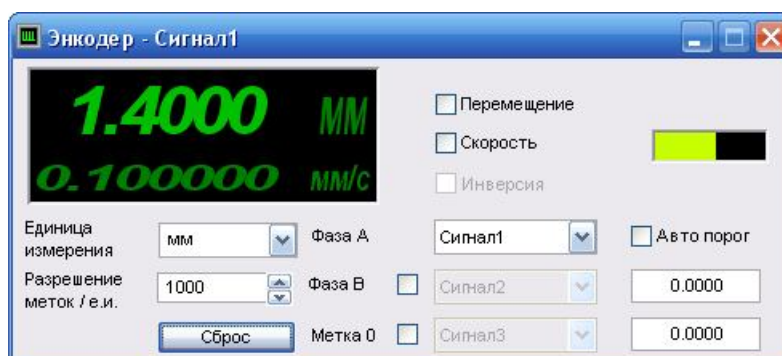 Энкодер - Сигнал1
1.4000 ММ
0.100000 ММ/С
Перемещение
Скорость
Инверсия
Единица
измерения
мм
Фаза А
Сигнал1
Авто порог
Разрешение
меток / е.и.
1000
Фаза В
Сигнал2
0.0000
Сброс
Метка 0
Сигнал3
0.0000